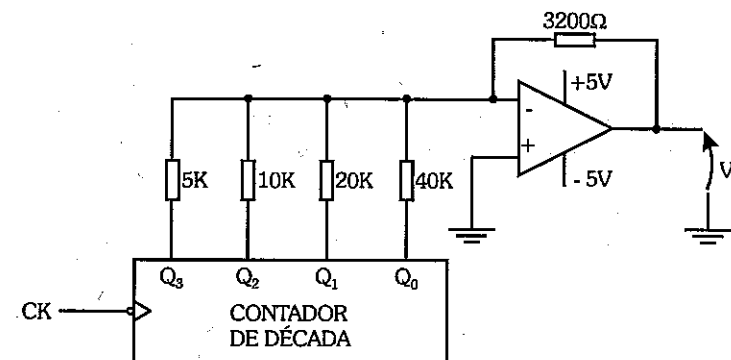 3200Ω
+5V
-
+
- 5V
V
5K
10K
20K
40K
Q₃ Q₂ Q₁ Q₀
CK
CONTADOR
DE DÉCADA